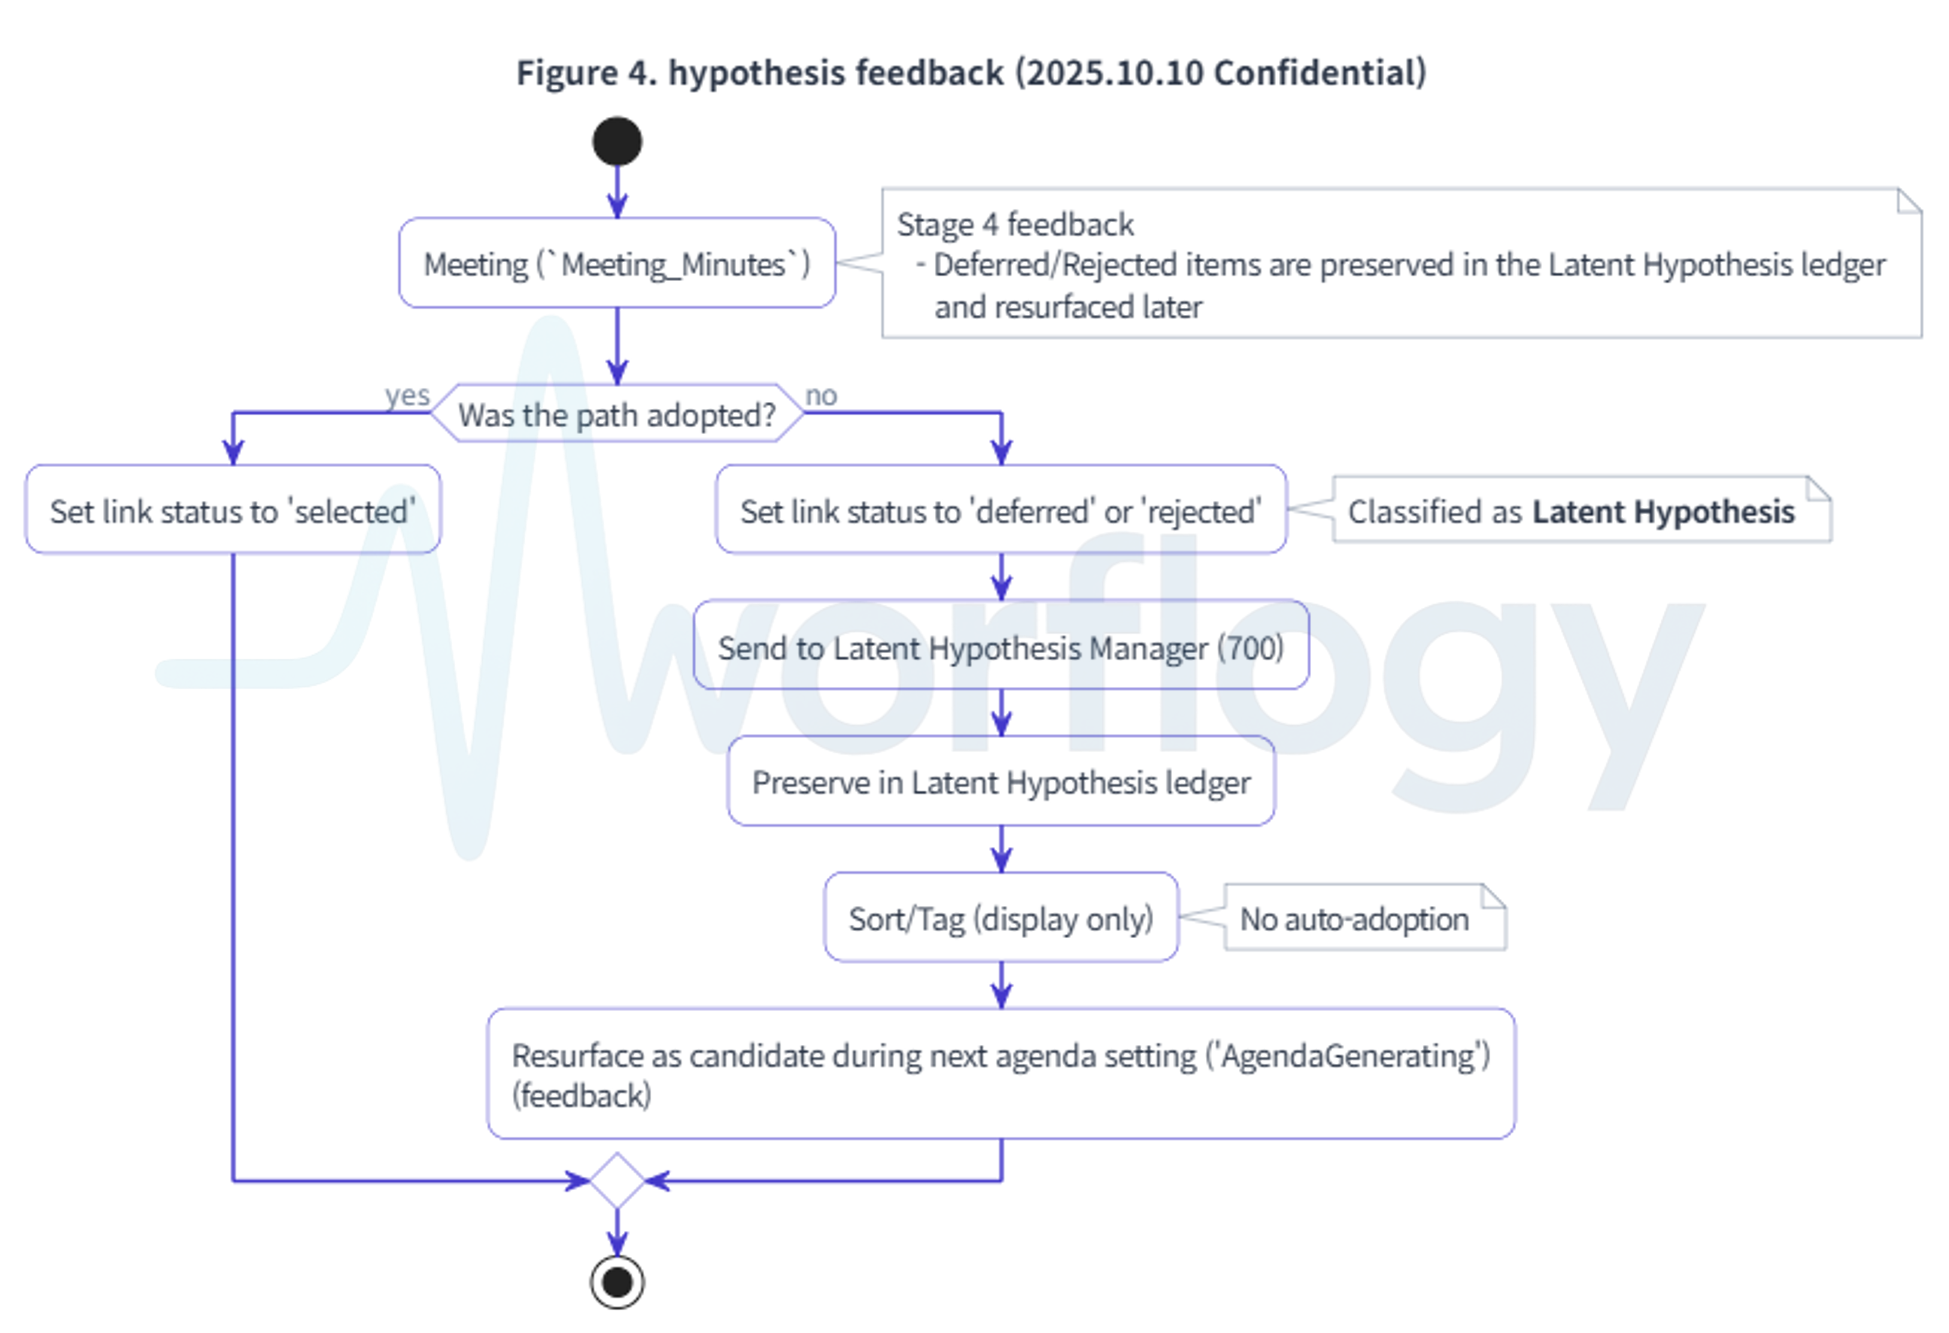 Figure 4. hypothesis feedback (2025.10.10 Confidential)
Meeting (`Meeting_Minutes`)
Stage 4 feedback
- Deferred/Rejected items are preserved in the Latent Hypothesis ledger
and resurfaced later
yes
Was the path adopted?
no
Set link status to 'selected'
Set link status to 'deferred' or 'rejected'
Classified as Latent Hypothesis
Send to Latent Hypothesis Manager (700)
worflogy
Preserve in Latent Hypothesis ledger
Sort/Tag (display only)
No auto-adoption
Resurface as candidate during next agenda setting ('AgendaGenerating')
(feedback)